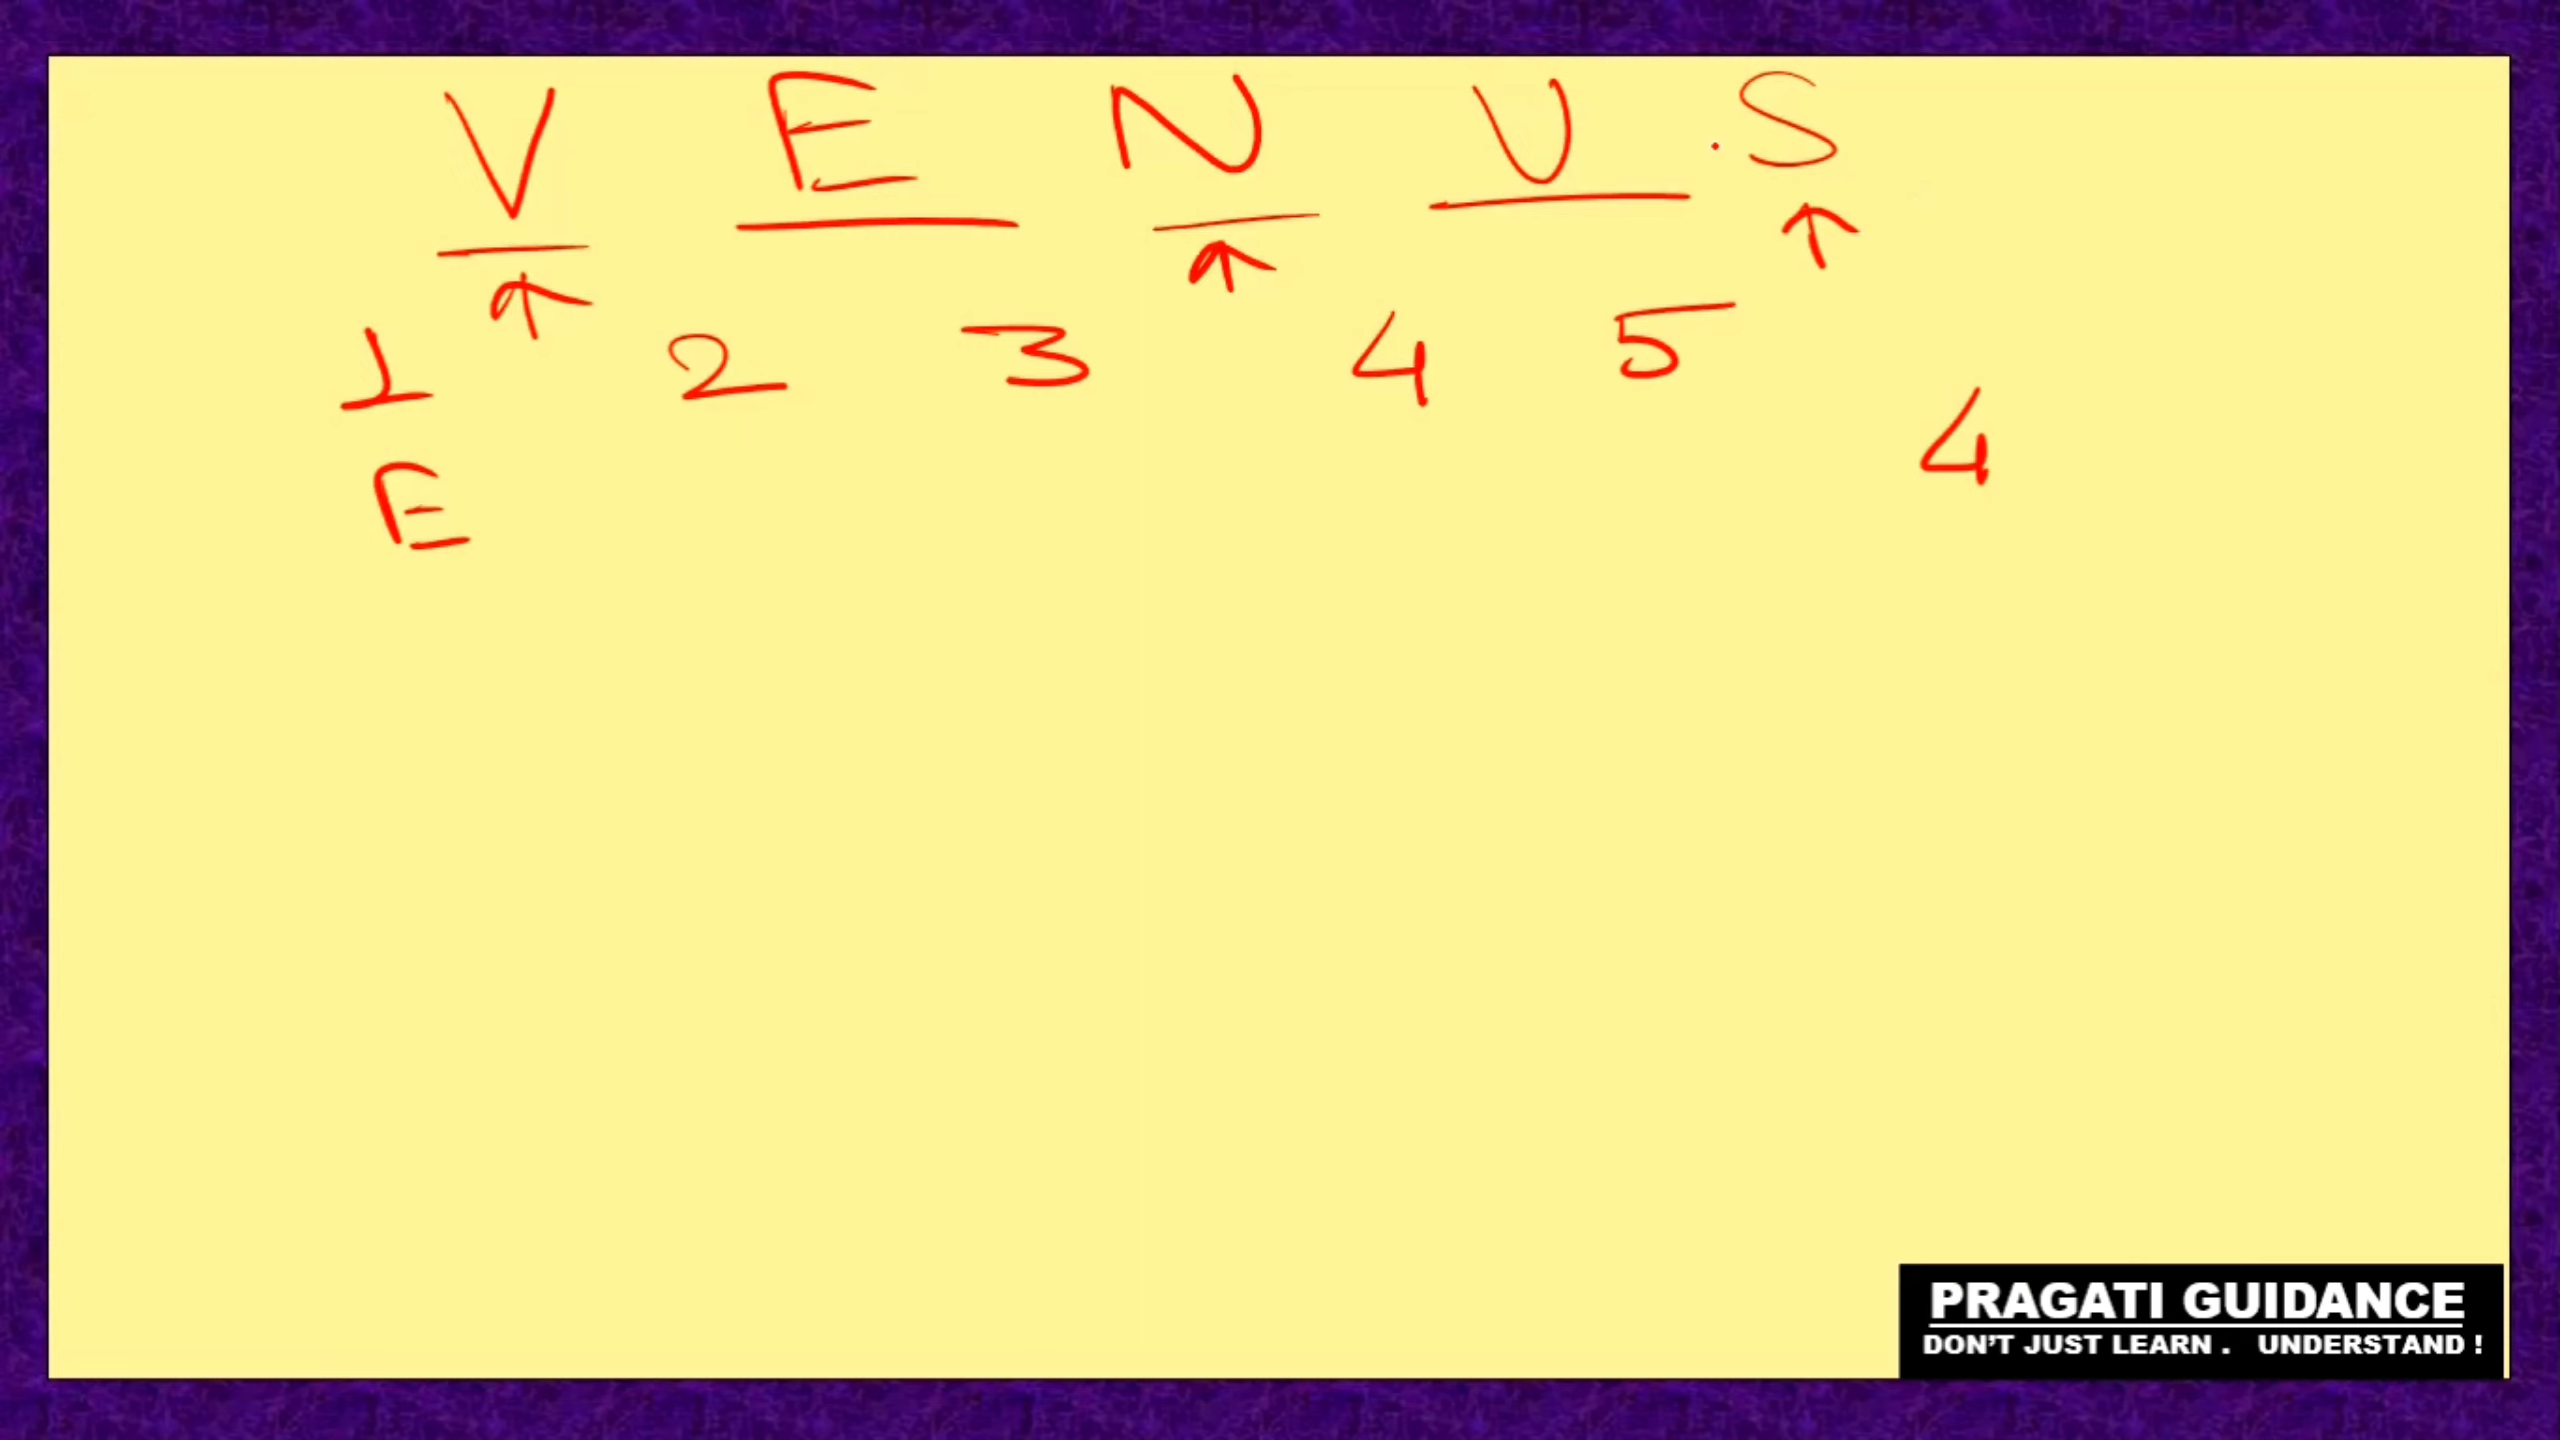 V E N U S
1 2 3 4 5
4
E
PRAGATI GUIDANCE
DON'T JUST LEARN . UNDERSTAND !